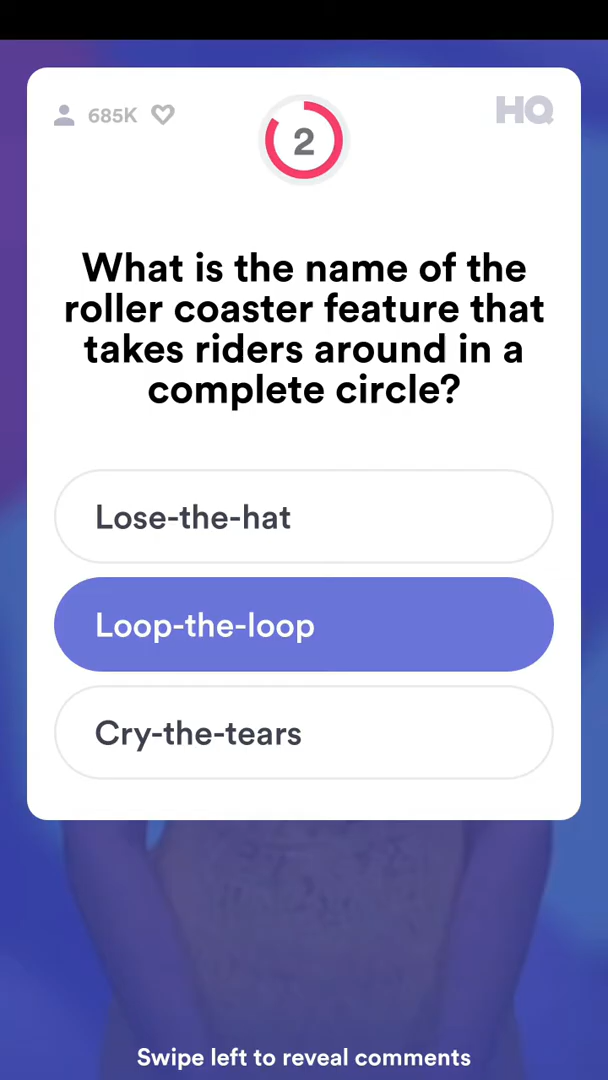 685K
HQ
2
What is the name of the
roller coaster feature that
takes riders around in a
complete circle?
Lose-the-hat
Loop-the-loop
Cry-the-tears
Swipe left to reveal comments